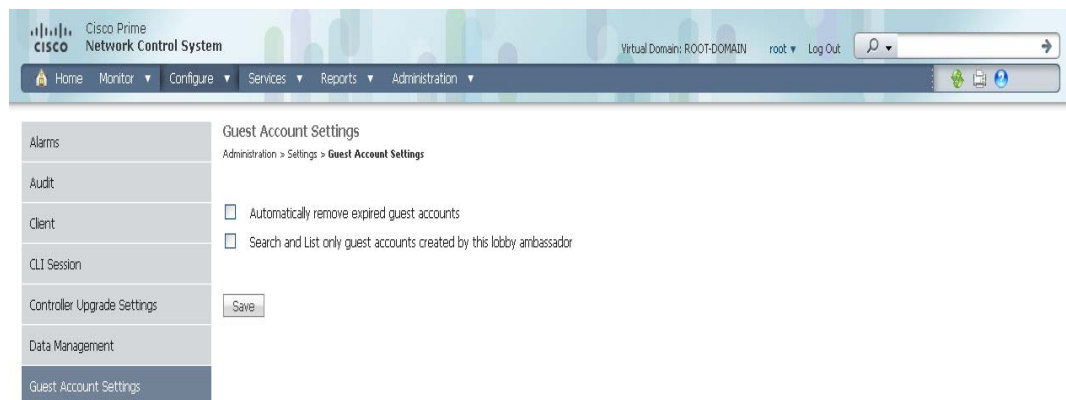 Cisco Prime
CISCO Network Control System
Virtual Domain: ROOT-DOMAIN root ▼ Log Out
Home Monitor ▼ Configure ▼ Services ▼ Reports ▼ Administration ▼
Alarms
Audit
Client
CLI Session
Controller Upgrade Settings
Data Management
Guest Account Settings
Guest Account Settings
Administration > Settings > Guest Account Settings
Automatically remove expired guest accounts
Search and List only guest accounts created by this lobby ambassador
Save